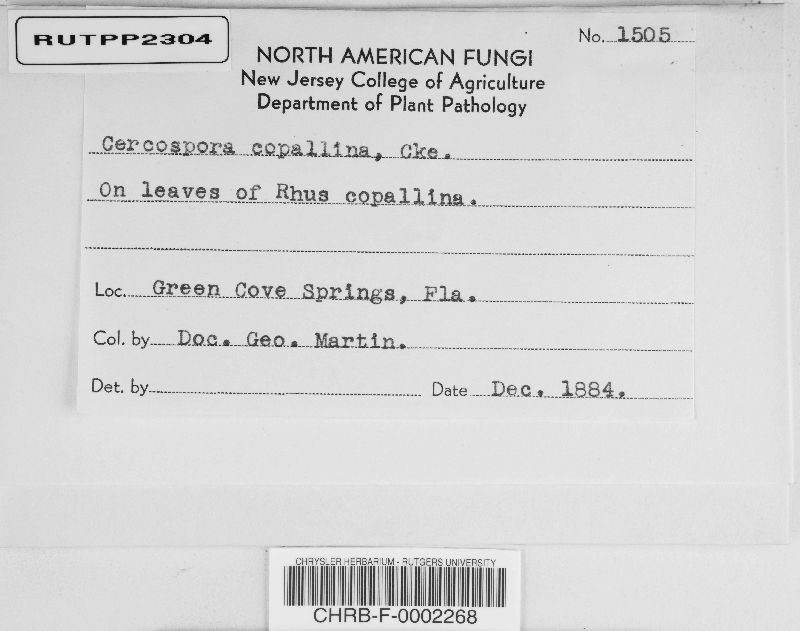 RUTPP2304
No. 1505
NORTH AMERICAN FUNGI
New Jersey College of Agriculture
Department of Plant Pathology
Cercospora copallina, Cke.
On leaves of Rhus copallina.
Loc. Green Cove Springs, Fla.
Col. by Doc. Geo. Martin.
Det. by Date Dec. 1884.
CHRYSLER HERBARIUM - RUTGERS UNIVERSITY
CHRB-F-0002268